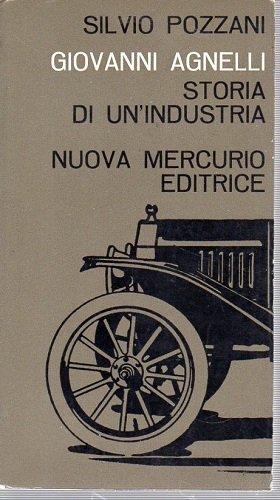 SILVIO POZZANI
GIOVANNI AGNELLI
STORIA
DI UN'INDUSTRIA
NUOVA MERCURIO
EDITRICE